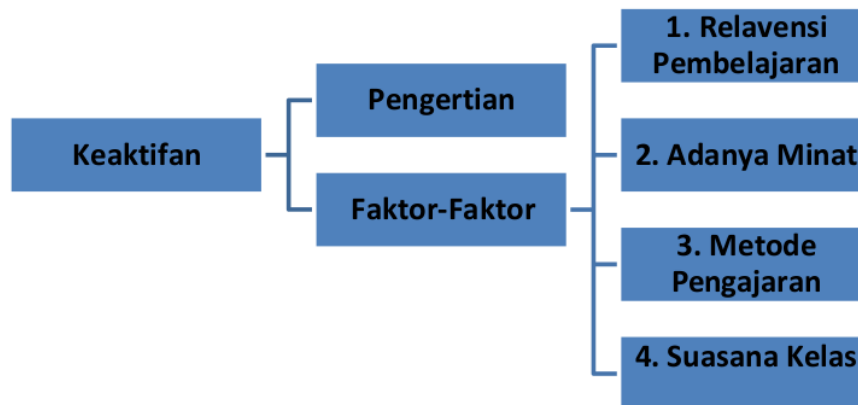 Keaktifan
Pengertian
Faktor-Faktor
1. Relavensi
Pembelajaran
2. Adanya Minat
3. Metode
Pengajaran
4. Suasana Kelas